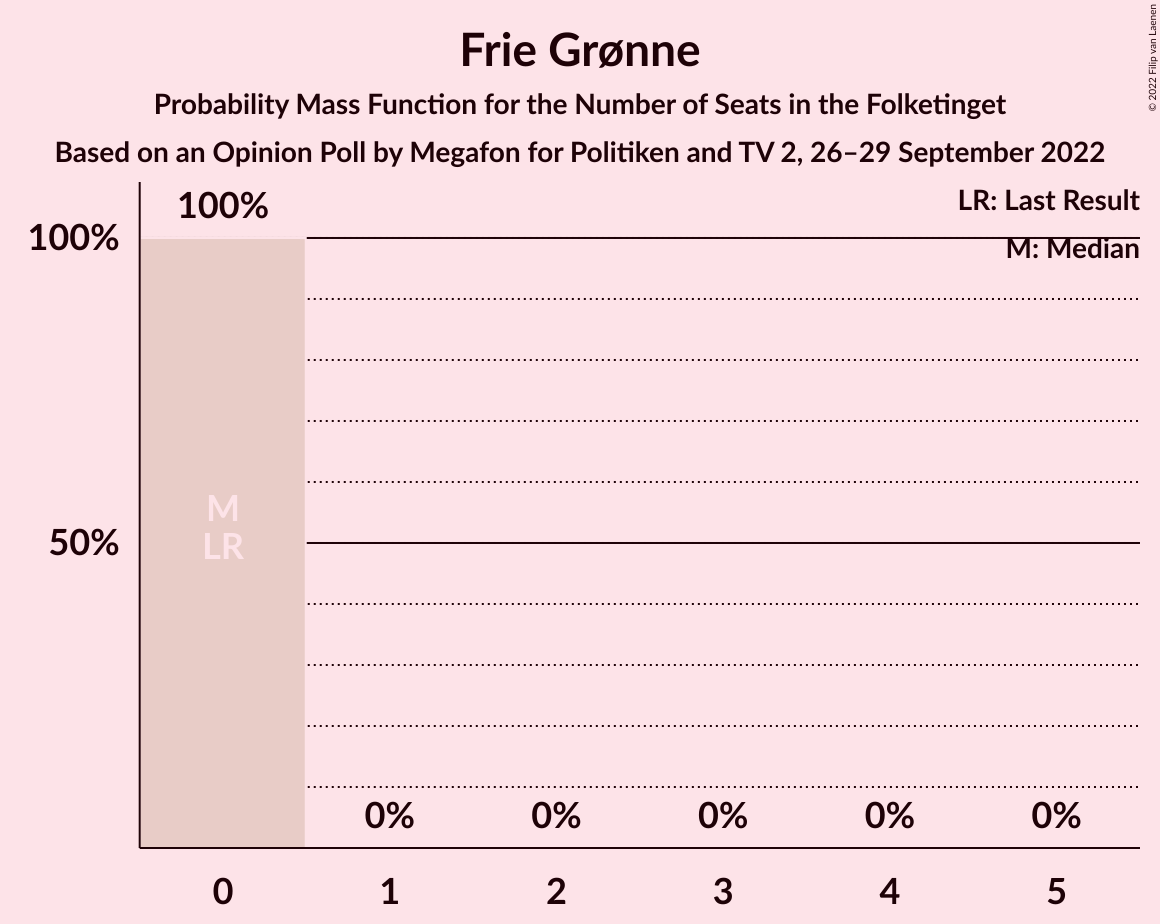 Frie Grønne
Probability Mass Function for the Number of Seats in the Folketinget
Based on an Opinion Poll by Megafon for Politiken and TV 2, 26–29 September 2022
© 2022 Filip van Laenen
LR: Last Result
M: Median
100%
100%
50%
M
LR
0% 0% 0% 0% 0%
0 1 2 3 4 5